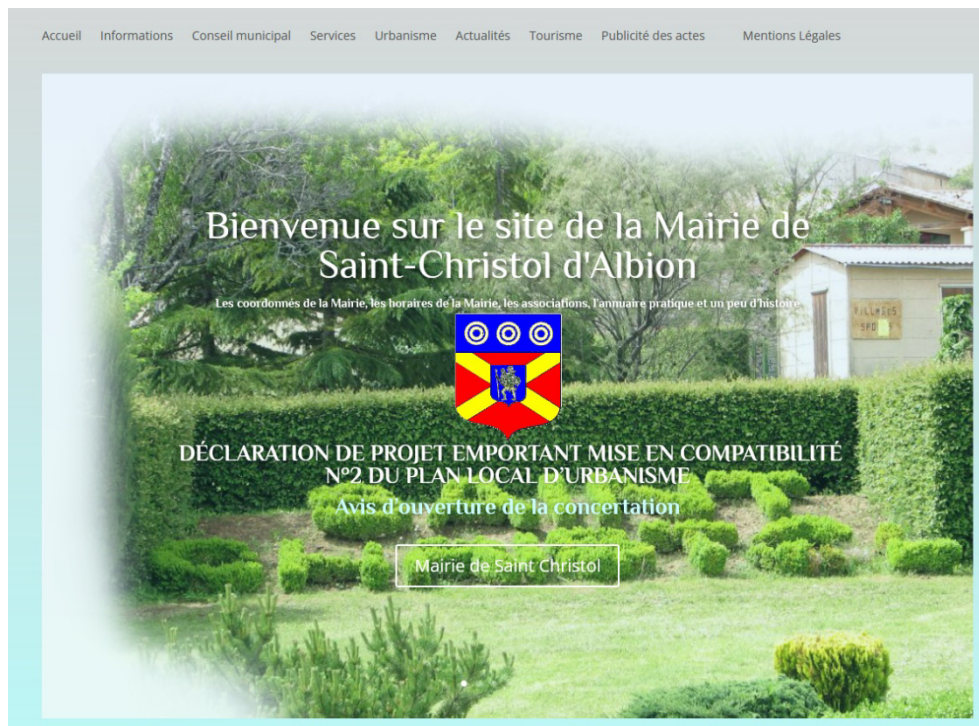 Accueil Informations Conseil municipal Services Urbanisme Actualités Tourisme Publicité des actes Mentions Légales
Bienvenue sur le site de la Mairie de
Saint-Christol d'Albion
Les coordonnés de la Mairie, les horaires de la Mairie, les associations, l'annuaire pratique et un peu d'histoire
DÉCLARATION DE PROJET EMPORTANT MISE EN COMPATIBILITÉ
N°2 DU PLAN LOCAL D’URBANISME
Avis d’ouverture de la concertation
Mairie de Saint Christol